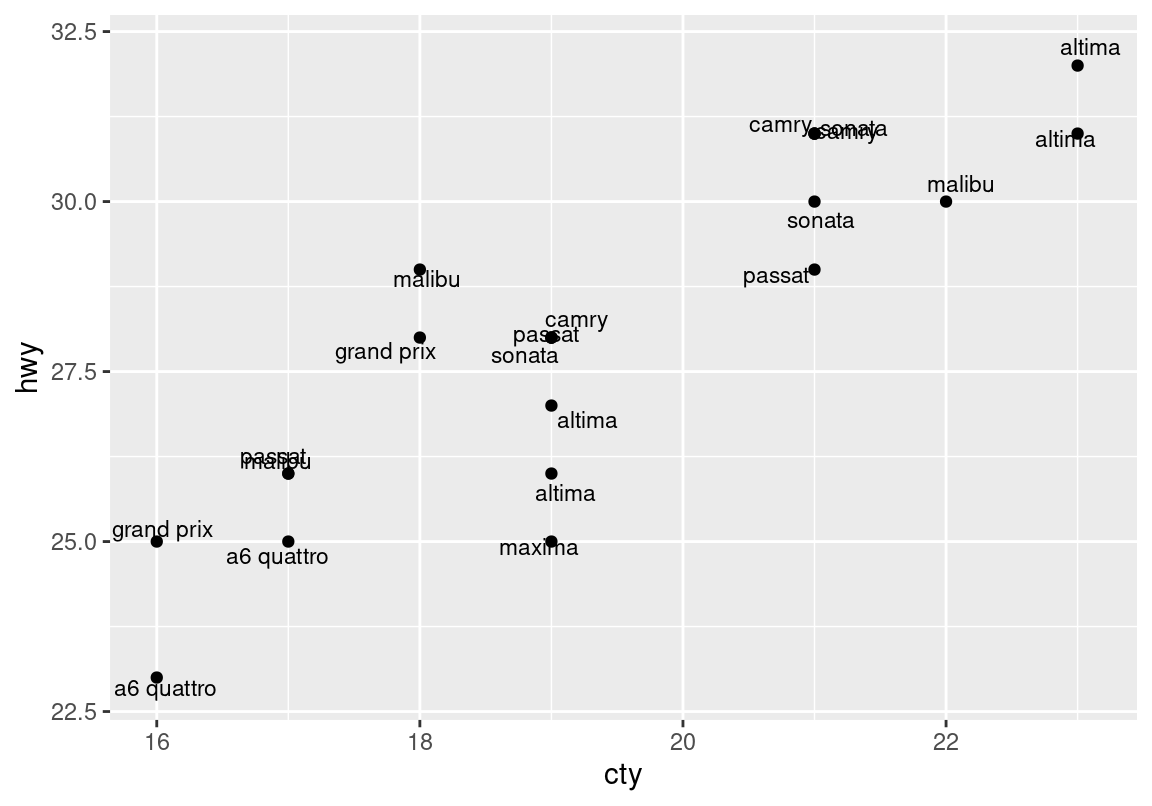 32.5
altima
camry sonata
camry
altima
30.0
malibu
sonata
malibu
passat
camry
passat
grand prix
sonata
27.5
altima
passat
malibu
altima
25.0
grand prix
maxima
a6 quattro
a6 quattro
22.5
16 18 20 22
cty
hwy